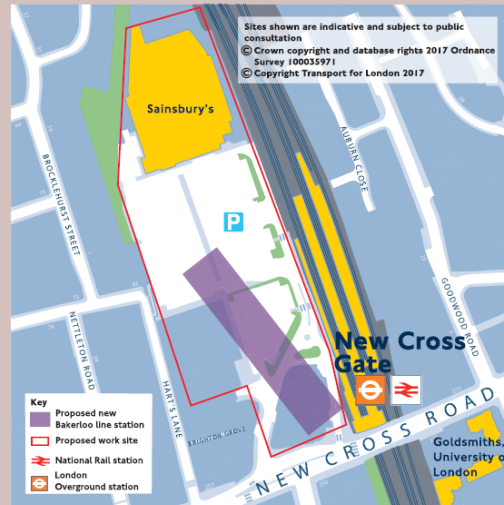 Sites shown are indicative and subject to public
consultation
© Crown copyright and database rights 2017 Ordnance
Survey 100035971
© Copyright Transport for London 2017
Sainsbury's
AUBURN CLOSE
BROCKLEHURST STREET
P
GOODWOOD ROAD
NETTLETON ROAD
New Cross
Gate
HART'S LANE
BRIGHTON GROVE
NEW CROSS ROAD
Goldsmiths,
University of
London
Key
Proposed new
Bakerloo line station
Proposed work site
National Rail station
London
Overground station